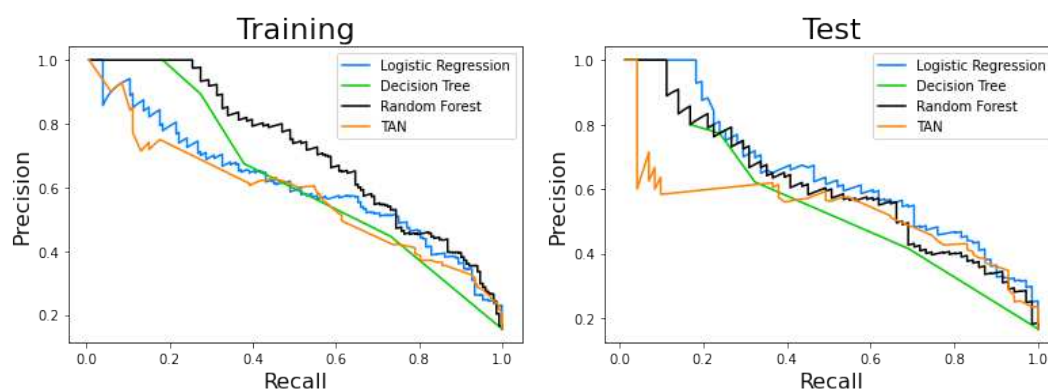 Training
Precision
1.0
0.8
0.6
0.4
0.2
Logistic Regression
Decision Tree
Random Forest
TAN
0.0 0.2 0.4 0.6 0.8 1.0
Recall
Test
Precision
1.0
0.8
0.6
0.4
0.2
Logistic Regression
Decision Tree
Random Forest
TAN
0.0 0.2 0.4 0.6 0.8 1.0
Recall